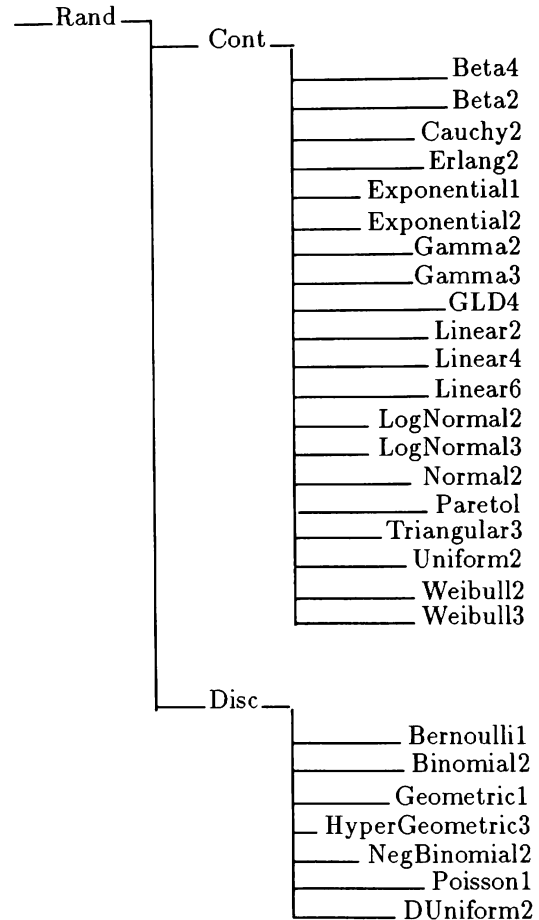 Rand
Cont
Beta4
Beta2
Cauchy2
Erlang2
Exponential1
Exponential2
Gamma2
Gamma3
GLD4
Linear2
Linear4
Linear6
LogNormal2
LogNormal3
Normal2
Pareto1
Triangular3
Uniform2
Weibull2
Weibull3
Disc
Bernoulli1
Binomial2
Geometric1
HyperGeometric3
NegBinomial2
Poisson1
DUniform2